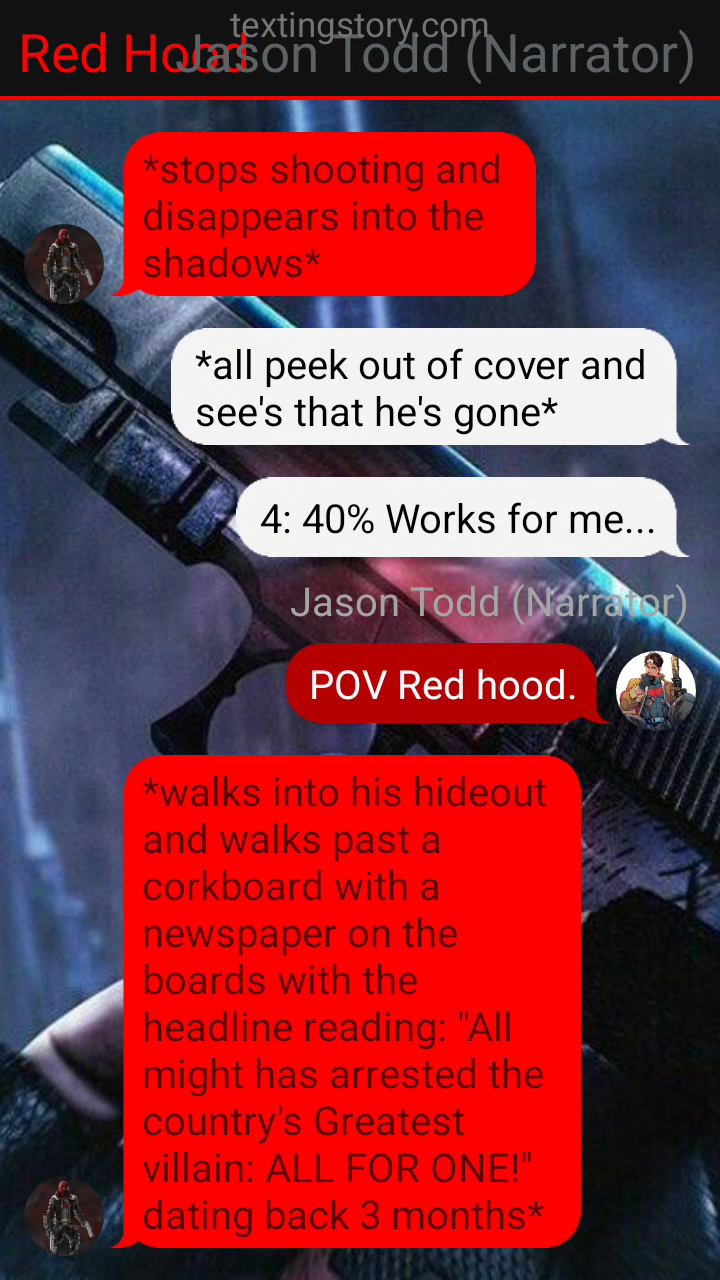 textingstory.com
Red Hood
Jason Todd (Narrator)
*stops shooting and
disappears into the
shadows*
*all peek out of cover and
see's that he's gone*
4: 40% Works for me...
Jason Todd (Narrator)
POV Red hood.
*walks into his hideout
and walks past a
corkboard with a
newspaper on the
boards with the
headline reading: "All
might has arrested the
country's Greatest
villain: ALL FOR ONE!"
dating back 3 months*